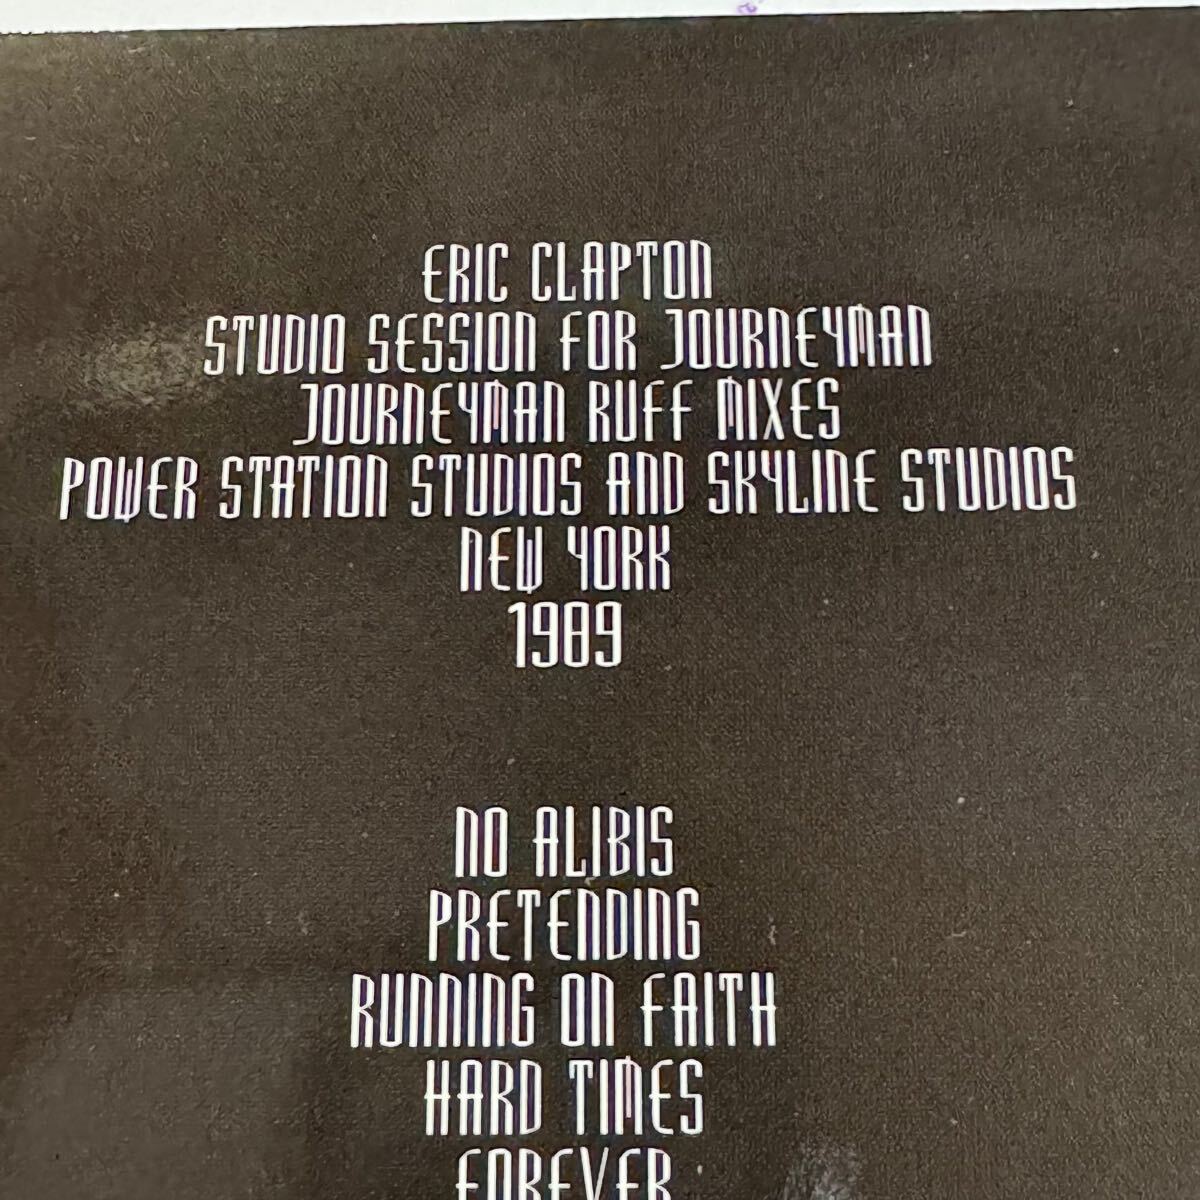 ERIC CLAPTON
STUDIO SESSION FOR JOURNEYMAN
JOURNEYMAN RUFF MIXES
POWER STATION STUDIOS AND SKYLINE STUDIOS
NEW YORK
1989
NO ALIBIS
PRETENDING
RUNNING ON FAITH
HARD TIMES
FOREVER